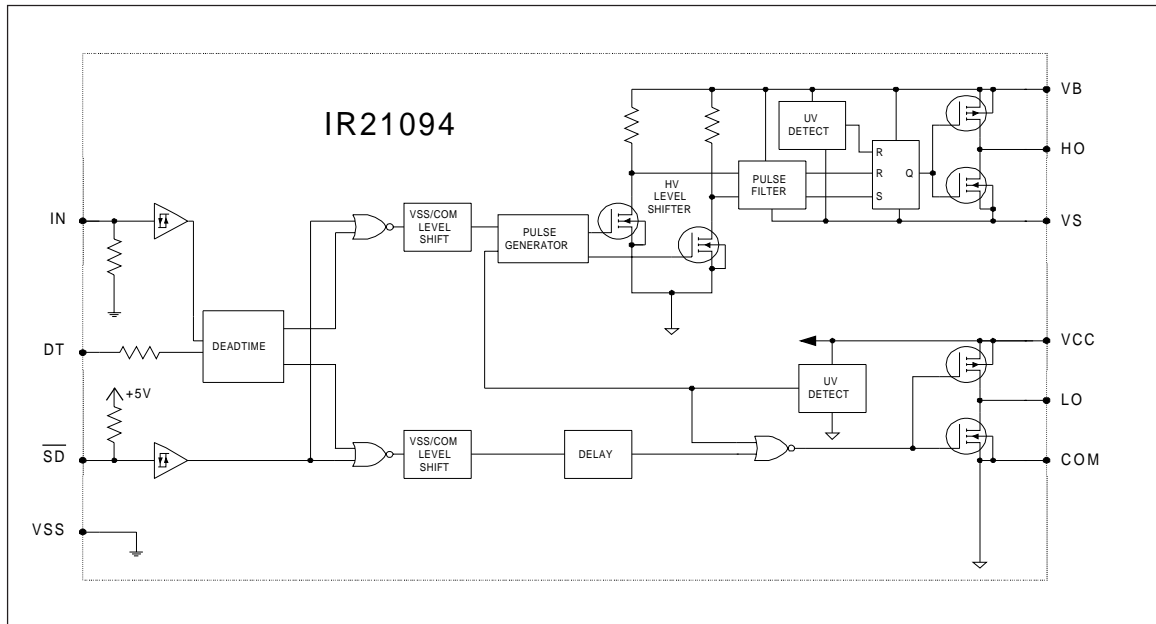 IR21094
VB
UV
DETECT
HO
R
R
Q
S
PULSE
FILTER
HV
LEVEL
SHIFTER
IN
VSS/COM
LEVEL
SHIFT
PULSE
GENERATOR
VS
DT
DEADTIME
+5V
VCC
UV
DETECT
LO
SD
VSS/COM
LEVEL
SHIFT
DELAY
COM
VSS